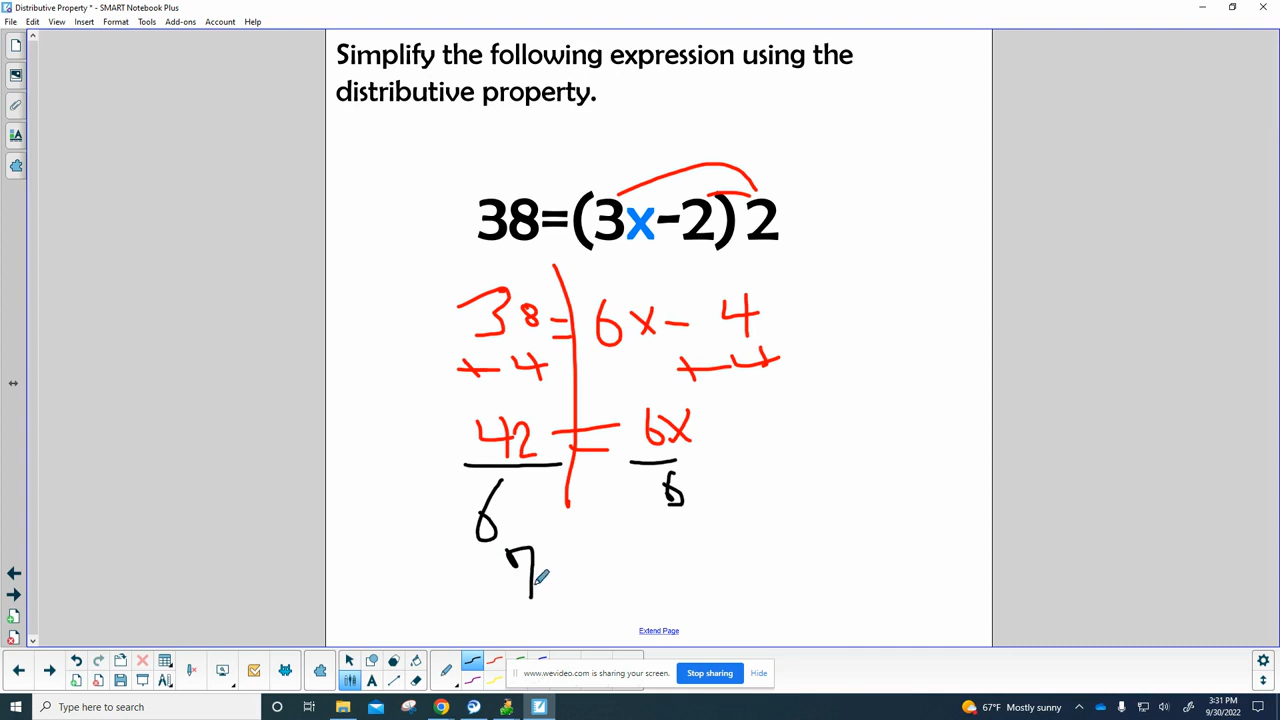 Distributive Property * - SMART Notebook Plus
File Edit View Insert Format Tools Add-ons Account Help
Simplify the following expression using the
distributive property.
38=(3x-2)2
38 = 6x - 4
+ 4 + 4
42 = 6x
6 6
7
Extend Page
www.wevideo.com is sharing your screen. Stop sharing Hide
Type here to search
67°F Mostly sunny
3:31 PM
9/30/2022